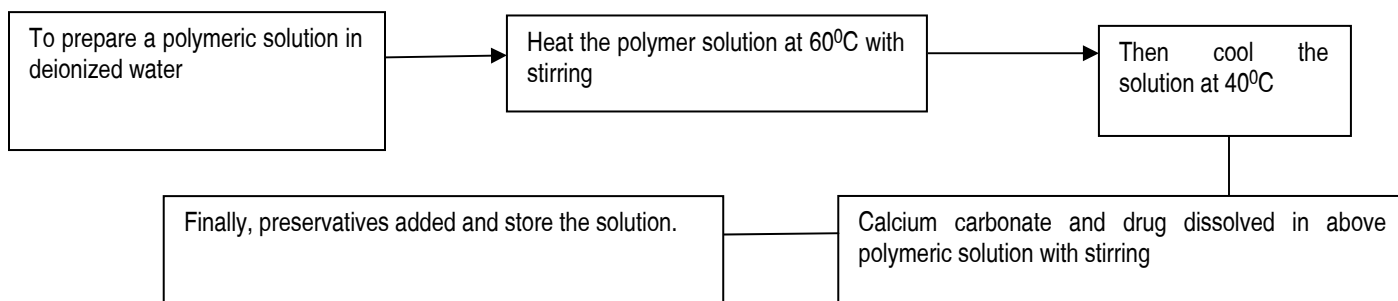 To prepare a polymeric solution in
deionized water
Heat the polymer solution at 60⁰C with
stirring
Then cool the
solution at 40⁰C
Calcium carbonate and drug dissolved in above
polymeric solution with stirring
Finally, preservatives added and store the solution.